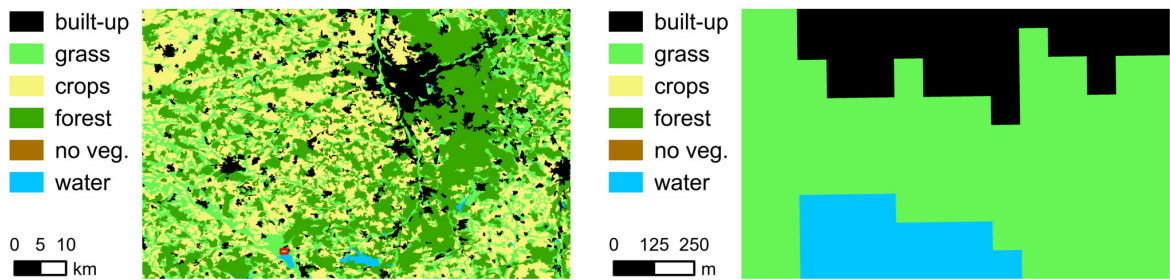 built-up
grass
crops
forest
no veg.
water
0 5 10
km
built-up
grass
crops
forest
no veg.
water
0 125 250
m